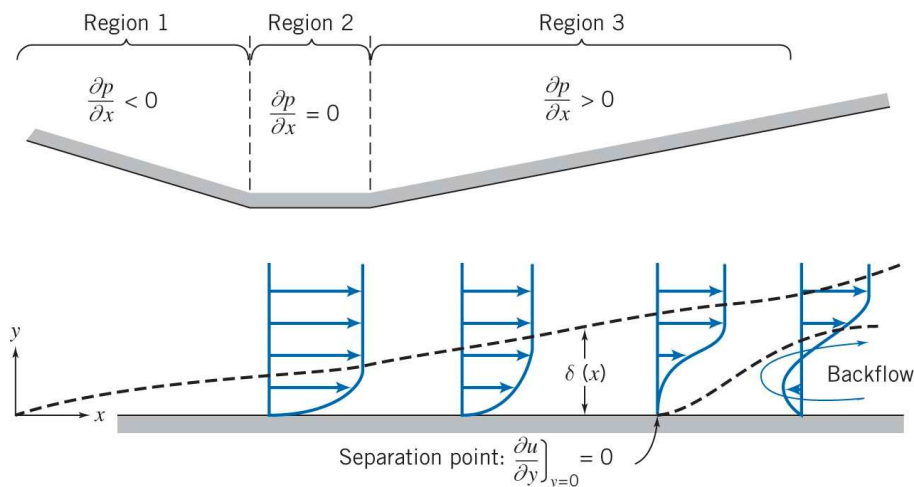 Region 1 Region 2 Region 3
∂p/∂x < 0
∂p/∂x = 0
∂p/∂x > 0
y
x
δ (x)
Backflow
Separation point: ∂u/∂y]y=0 = 0